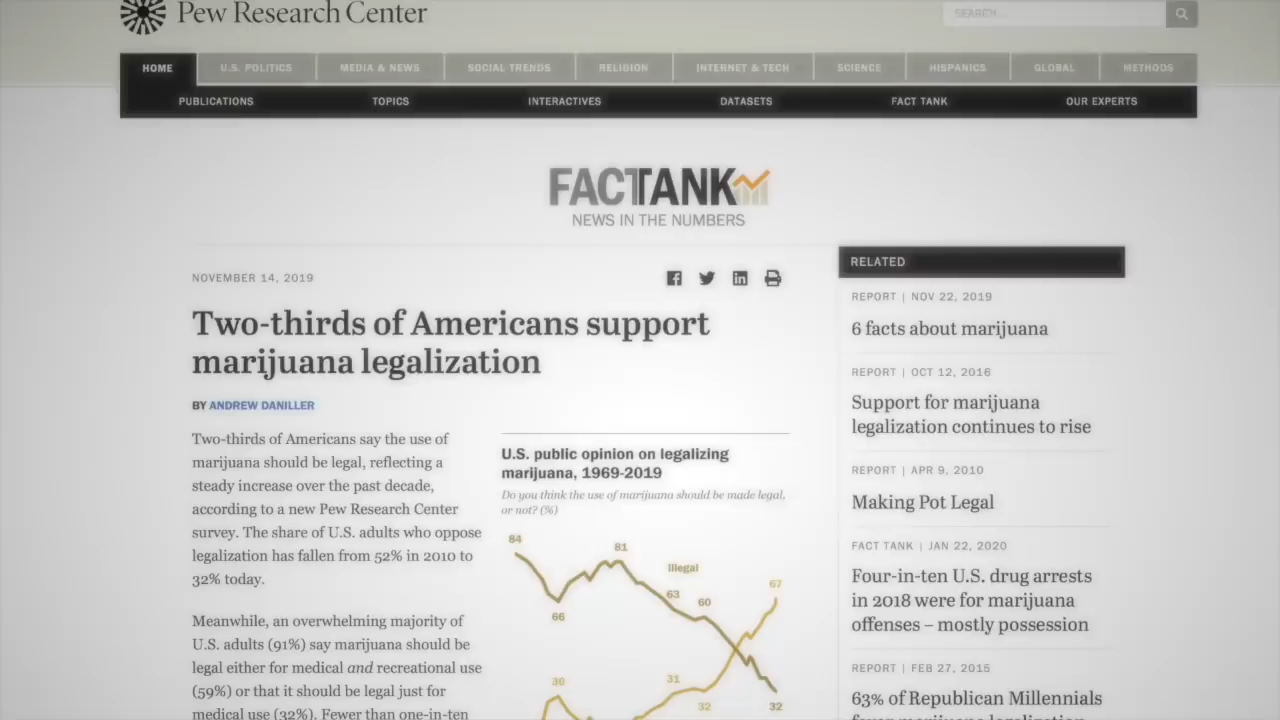 Pew Research Center
SEARCH...
HOME U.S. POLITICS MEDIA & NEWS SOCIAL TRENDS RELIGION INTERNET & TECH SCIENCE HISPANICS GLOBAL METHODS
PUBLICATIONS TOPICS INTERACTIVES DATASETS FACT TANK OUR EXPERTS
FACTANK
NEWS IN THE NUMBERS
NOVEMBER 14, 2019
Two-thirds of Americans support
marijuana legalization
BY ANDREW DANILLER
Two-thirds of Americans say the use of
marijuana should be legal, reflecting a
steady increase over the past decade,
according to a new Pew Research Center
survey. The share of U.S. adults who oppose
legalization has fallen from 52% in 2010 to
32% today.
Meanwhile, an overwhelming majority of
U.S. adults (91%) say marijuana should be
legal either for medical and recreational use
(59%) or that it should be legal just for
medical use (32%). Fewer than one-in-ten
U.S. public opinion on legalizing
marijuana, 1969-2019
Do you think the use of marijuana should be made legal,
or not? (%)
84
81
Illegal
67
63
60
66
30
31
32
32
RELATED
REPORT | NOV 22, 2019
6 facts about marijuana
REPORT | OCT 12, 2016
Support for marijuana
legalization continues to rise
REPORT | APR 9, 2010
Making Pot Legal
FACT TANK | JAN 22, 2020
Four-in-ten U.S. drug arrests
in 2018 were for marijuana
offenses – mostly possession
REPORT | FEB 27, 2015
63% of Republican Millennials
favor marijuana legalization